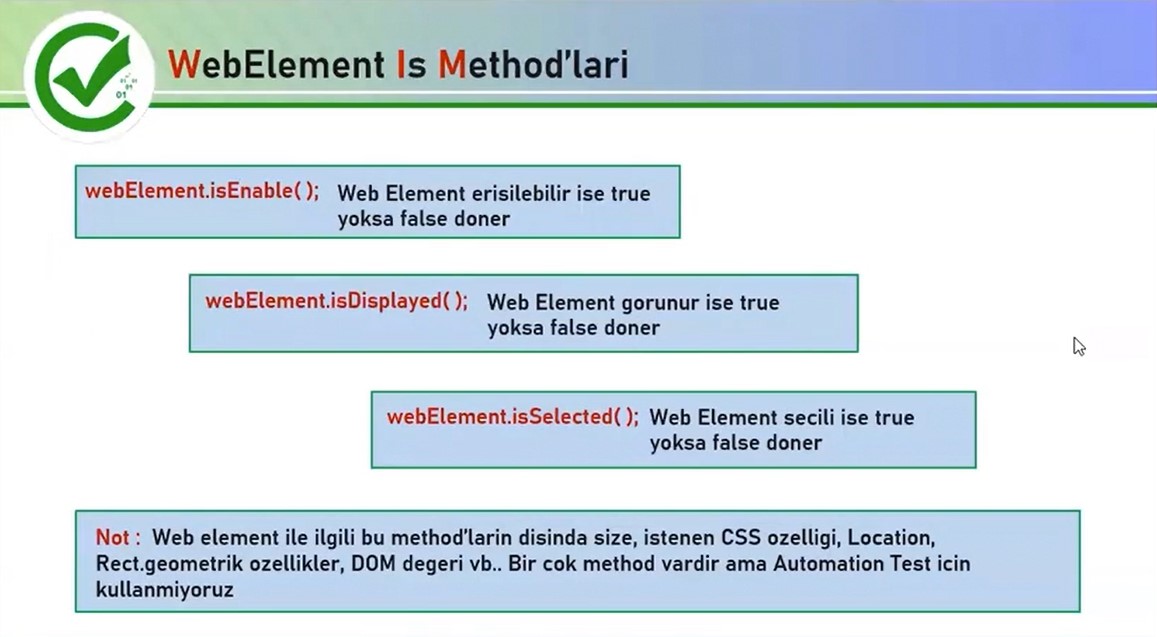 WebElement Is Method'lari
01
webElement.isEnable( ); Web Element erisilebilir ise true
yoksa false doner
webElement.isDisplayed( ); Web Element gorunur ise true
yoksa false doner
webElement.isSelected( ); Web Element secili ise true
yoksa false doner
Not : Web element ile ilgili bu method'larin disinda size, istenen CSS ozelligi, Location,
Rect.geometrik ozellikler, DOM degeri vb.. Bir cok method vardir ama Automation Test icin
kullanmiyoruz